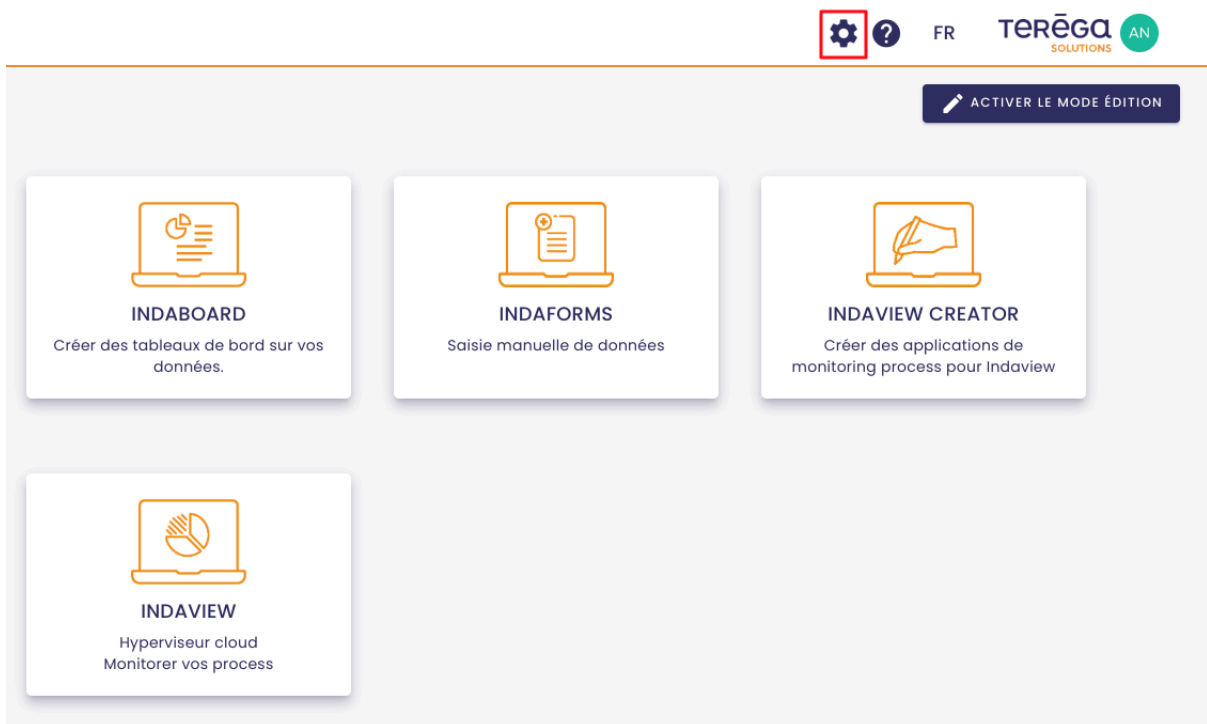 FR
TERĒGA
SOLUTIONS
AN
ACTIVER LE MODE ÉDITION
INDABOARD
Créer des tableaux de bord sur vos
données.
INDAFORMS
Saisie manuelle de données
INDAVIEW CREATOR
Créer des applications de
monitoring process pour Indaview
INDAVIEW
Hyperviseur cloud
Monitorer vos process